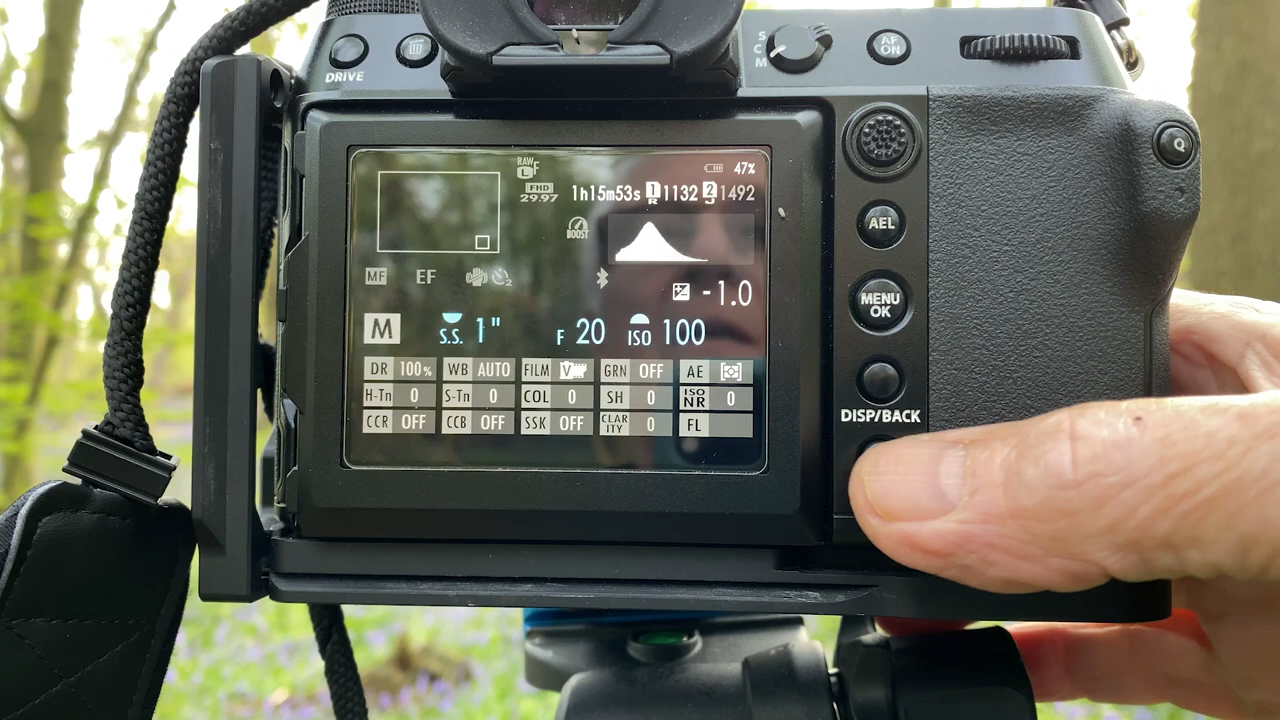 DRIVE
S
C
M
AF
ON
Q
RAW
F
L
47%
FHD
29.97
1h15m53s 1 1132 2 1492
R J
BOOST
MF EF 2
-1.0
M S.S. 1" F 20 ISO 100
DR 100% WB AUTO FILM V GRN OFF AE
H-Tn 0 S-Tn 0 COL 0 SH 0 ISO NR 0
CCR OFF CCB OFF SSK OFF CLARITY 0 FL
AEL
MENU
OK
DISP/BACK